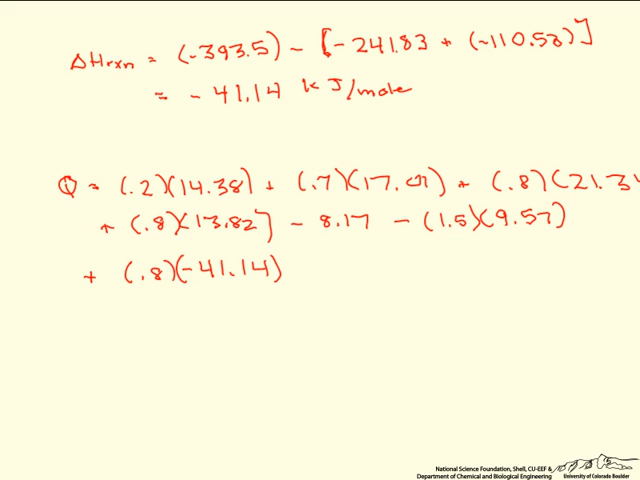 ΔHrxn = (-393.5) - [-241.83 + (-110.53)]
= -41.14 kJ/mole
Q = (.2)(14.38) + (.7)(17.01) + (.8)(21.34
+ (.8)(13.82) - 8.17 - (1.5)(9.57)
+ (.8)(-41.14)
National Science Foundation, Shell, CU-EEF &
Department of Chemical and Biological Engineering
University of Colorado Boulder